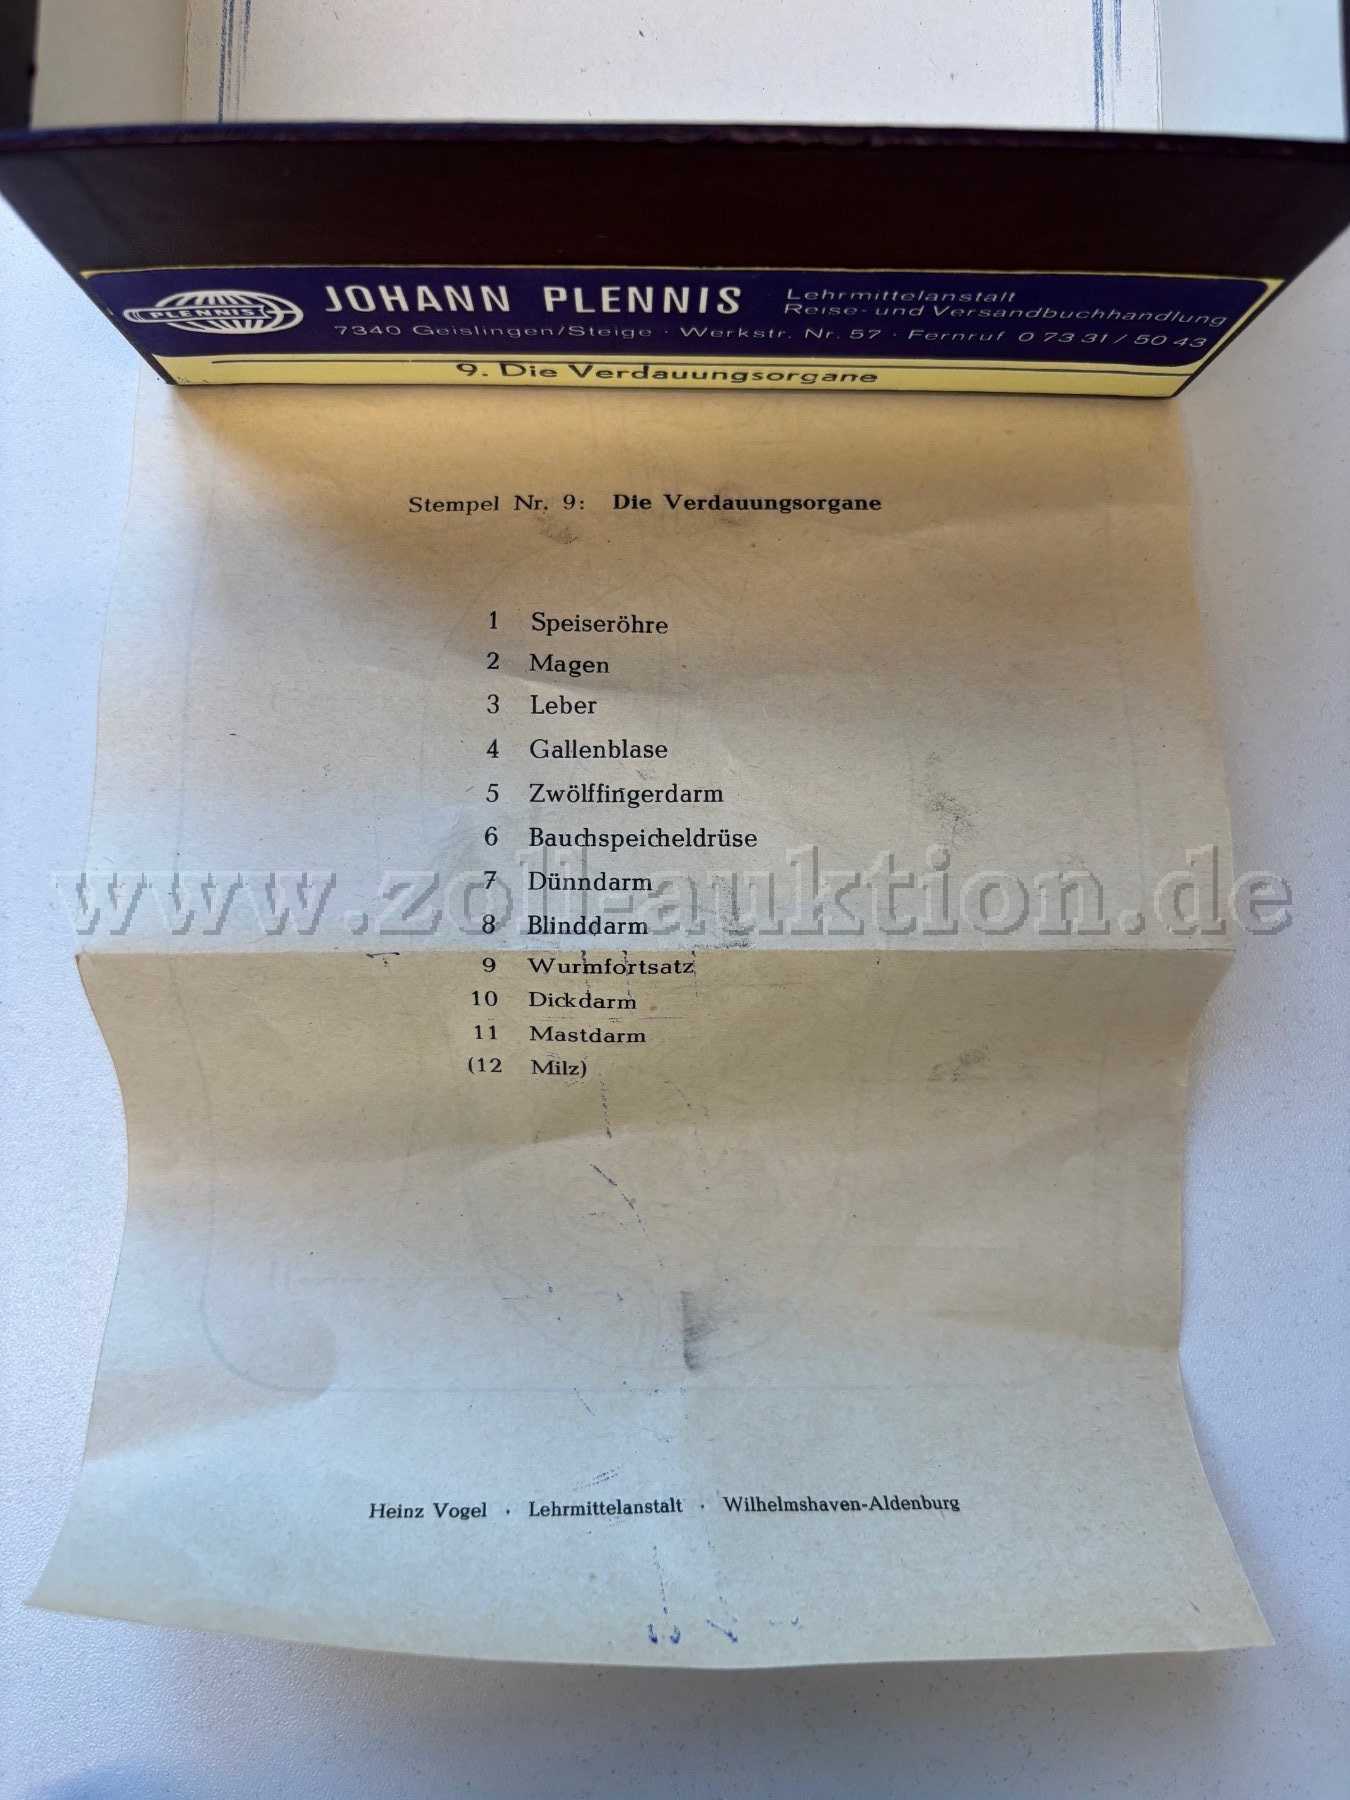 PLENNIS
JOHANN PLENNIS
Lehrmittelanstalt
Reise- und Versandbuchhandlung
7340 Geislingen/Steige · Werkstr. Nr. 57 · Fernruf 0 73 31 / 50 43
9. Die Verdauungsorgane
Stempel Nr. 9: Die Verdauungsorgane
1 Speiseröhre
2 Magen
3 Leber
4 Gallenblase
5 Zwölffingerdarm
6 Bauchspeicheldrüse
7 Dünndarm
www.zoll-auktion.de
8 Blinddarm
9 Wurmfortsatz
10 Dickdarm
11 Mastdarm
(12 Milz)
Heinz Vogel · Lehrmittelanstalt · Wilhelmshaven-Aldenburg